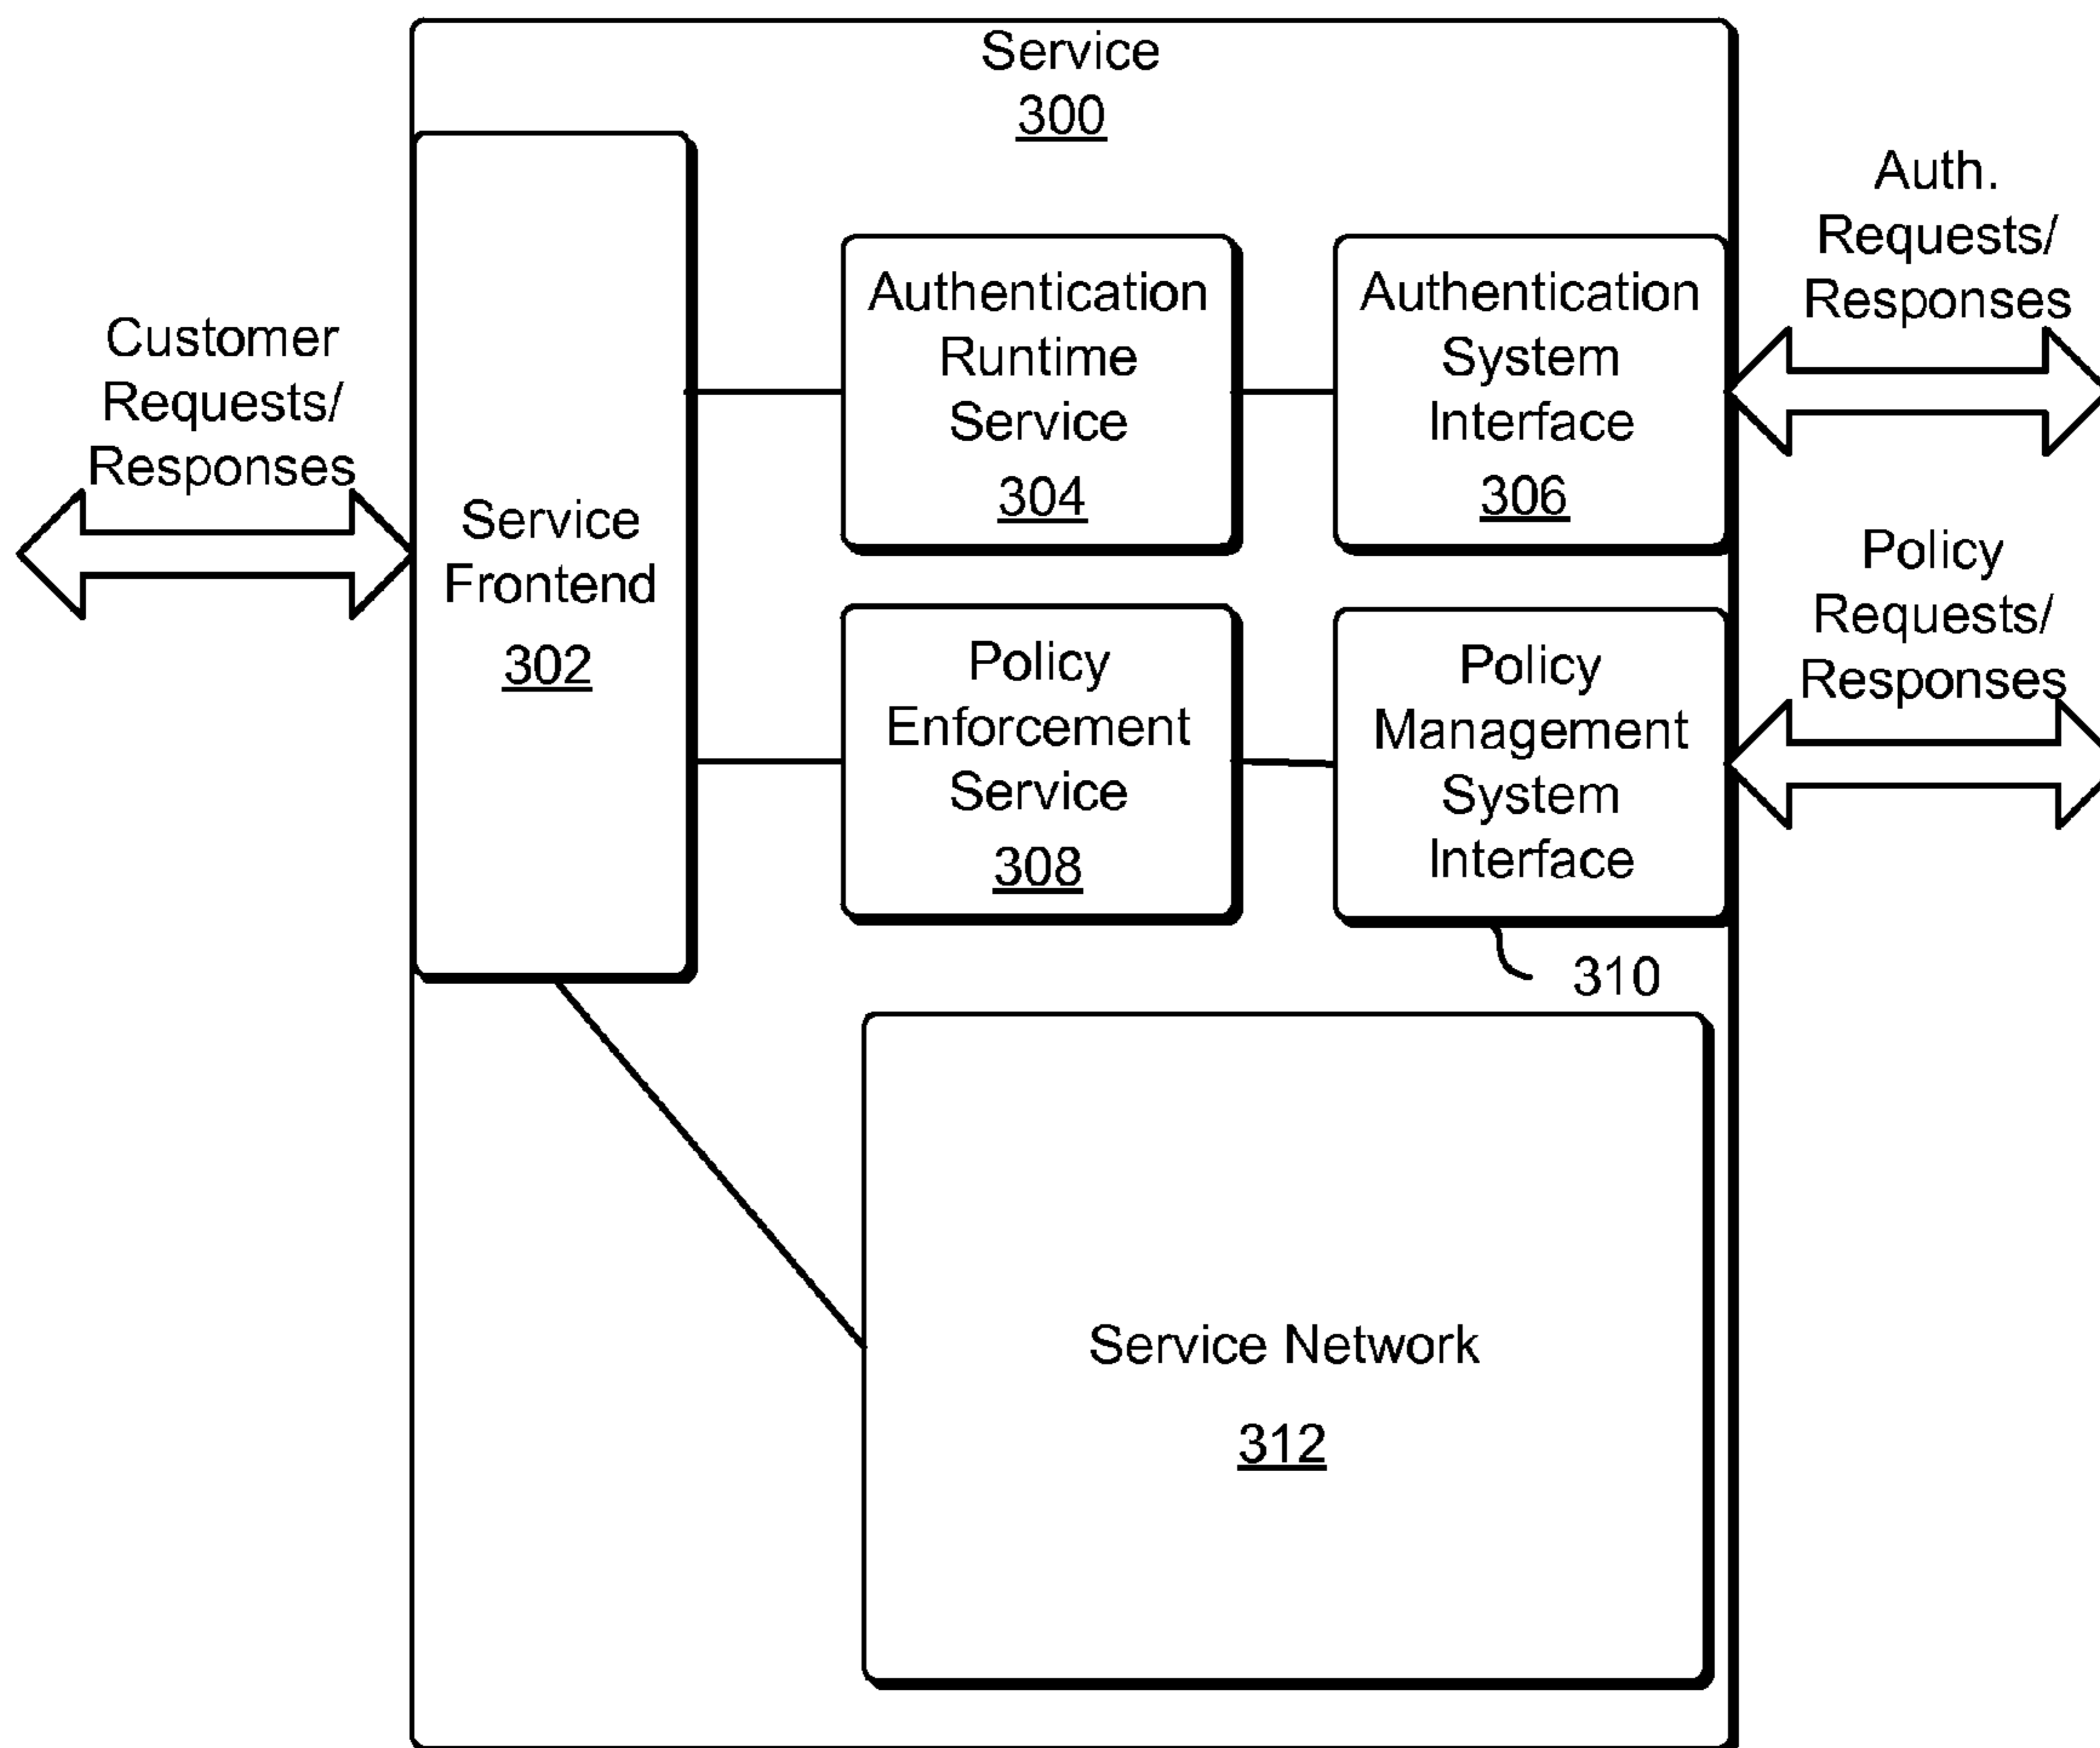 Service
300
Customer
Requests/
Responses
Service
Frontend
302
Authentication
Runtime
Service
304
Authentication
System
Interface
306
Auth.
Requests/
Responses
Policy
Enforcement
Service
308
Policy
Management
System
Interface
310
Policy
Requests/
Responses
Service Network
312